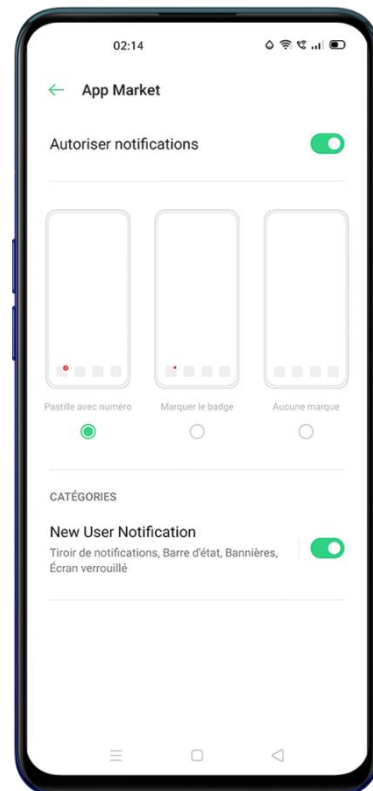 02:14
App Market
Autoriser notifications
Pastille avec numéro
Marquer le badge
Aucune marque
CATÉGORIES
New User Notification
Tiroir de notifications, Barre d'état, Bannières,
Écran verrouillé